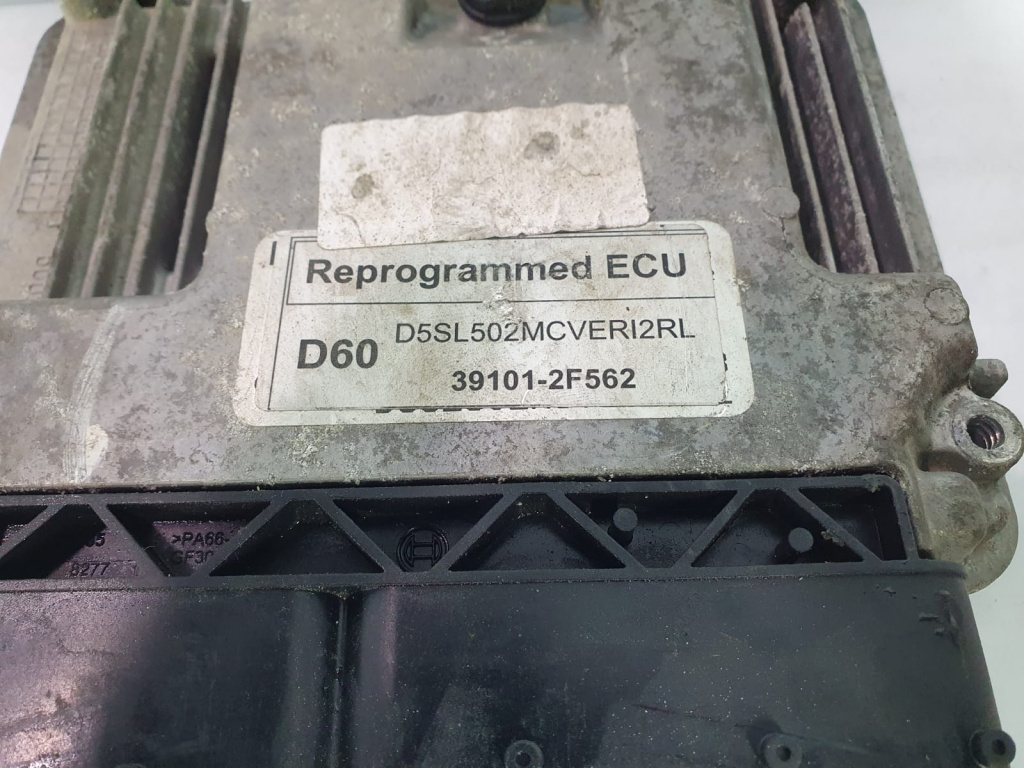 Reprogrammed ECU
D60
D5SL502MCVERI2RL
39101-2F562
>PA66-
8277